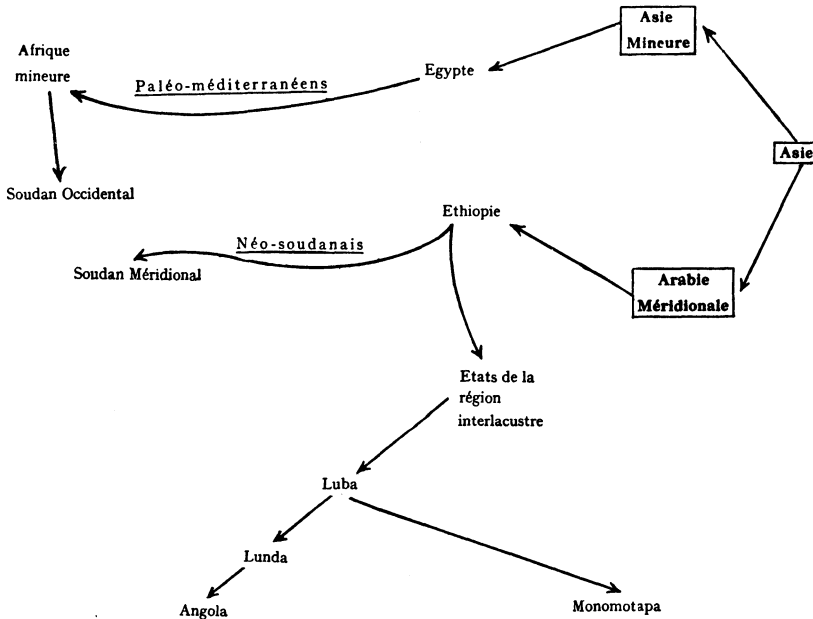 Asie
Mineure
Afrique
mineure
Egypte
Paléo-méditerranéens
Asie
Soudan Occidental
Ethiopie
Néo-soudanais
Soudan Méridional
Arabie
Méridionale
Etats de la
région
interlacustre
Luba
Lunda
Angola
Monomotapa